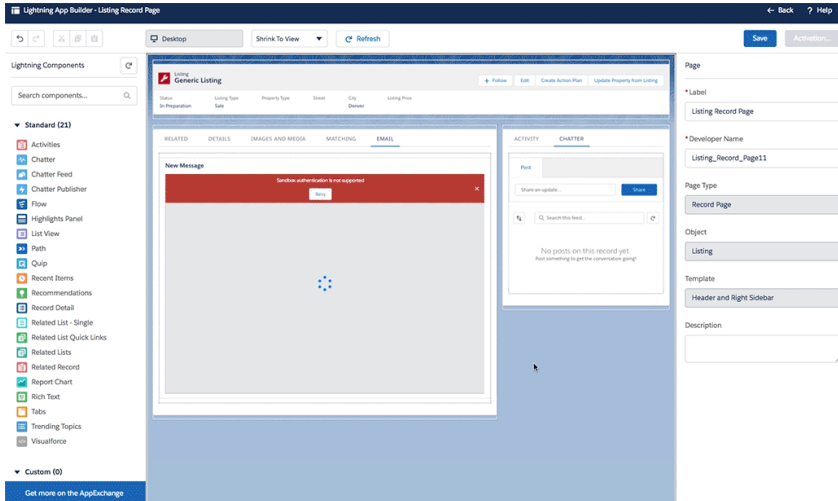 Lightning App Builder - Listing Record Page
Back
? Help
Desktop
Shrink To View
Refresh
Save
Activation...
Lightning Components
Search components...
Standard (21)
Activities
Chatter
Chatter Feed
Chatter Publisher
Flow
Highlights Panel
List View
Path
Quip
Recent Items
Recommendations
Record Detail
Related List - Single
Related List Quick Links
Related Lists
Related Record
Report Chart
Rich Text
Tabs
Trending Topics
Visualforce
Custom (0)
Get more on the AppExchange
Listing
Generic Listing
+ Follow
Edit
Create Action Plan
Update Property from Listing
Status
Listing Type
Property Type
Street
City
Listing Price
In Preparation
Sale
Denver
RELATED
DETAILS
IMAGES AND MEDIA
MATCHING
EMAIL
New Message
Sandbox authentication is not supported
Retry
ACTIVITY
CHATTER
Post
Share an update...
Share
Search this feed...
No posts on this record yet.
Post something to get the conversation going!
Page
*Label
Listing Record Page
*Developer Name
Listing_Record_Page11
Page Type
Record Page
Object
Listing
Template
Header and Right Sidebar
Description